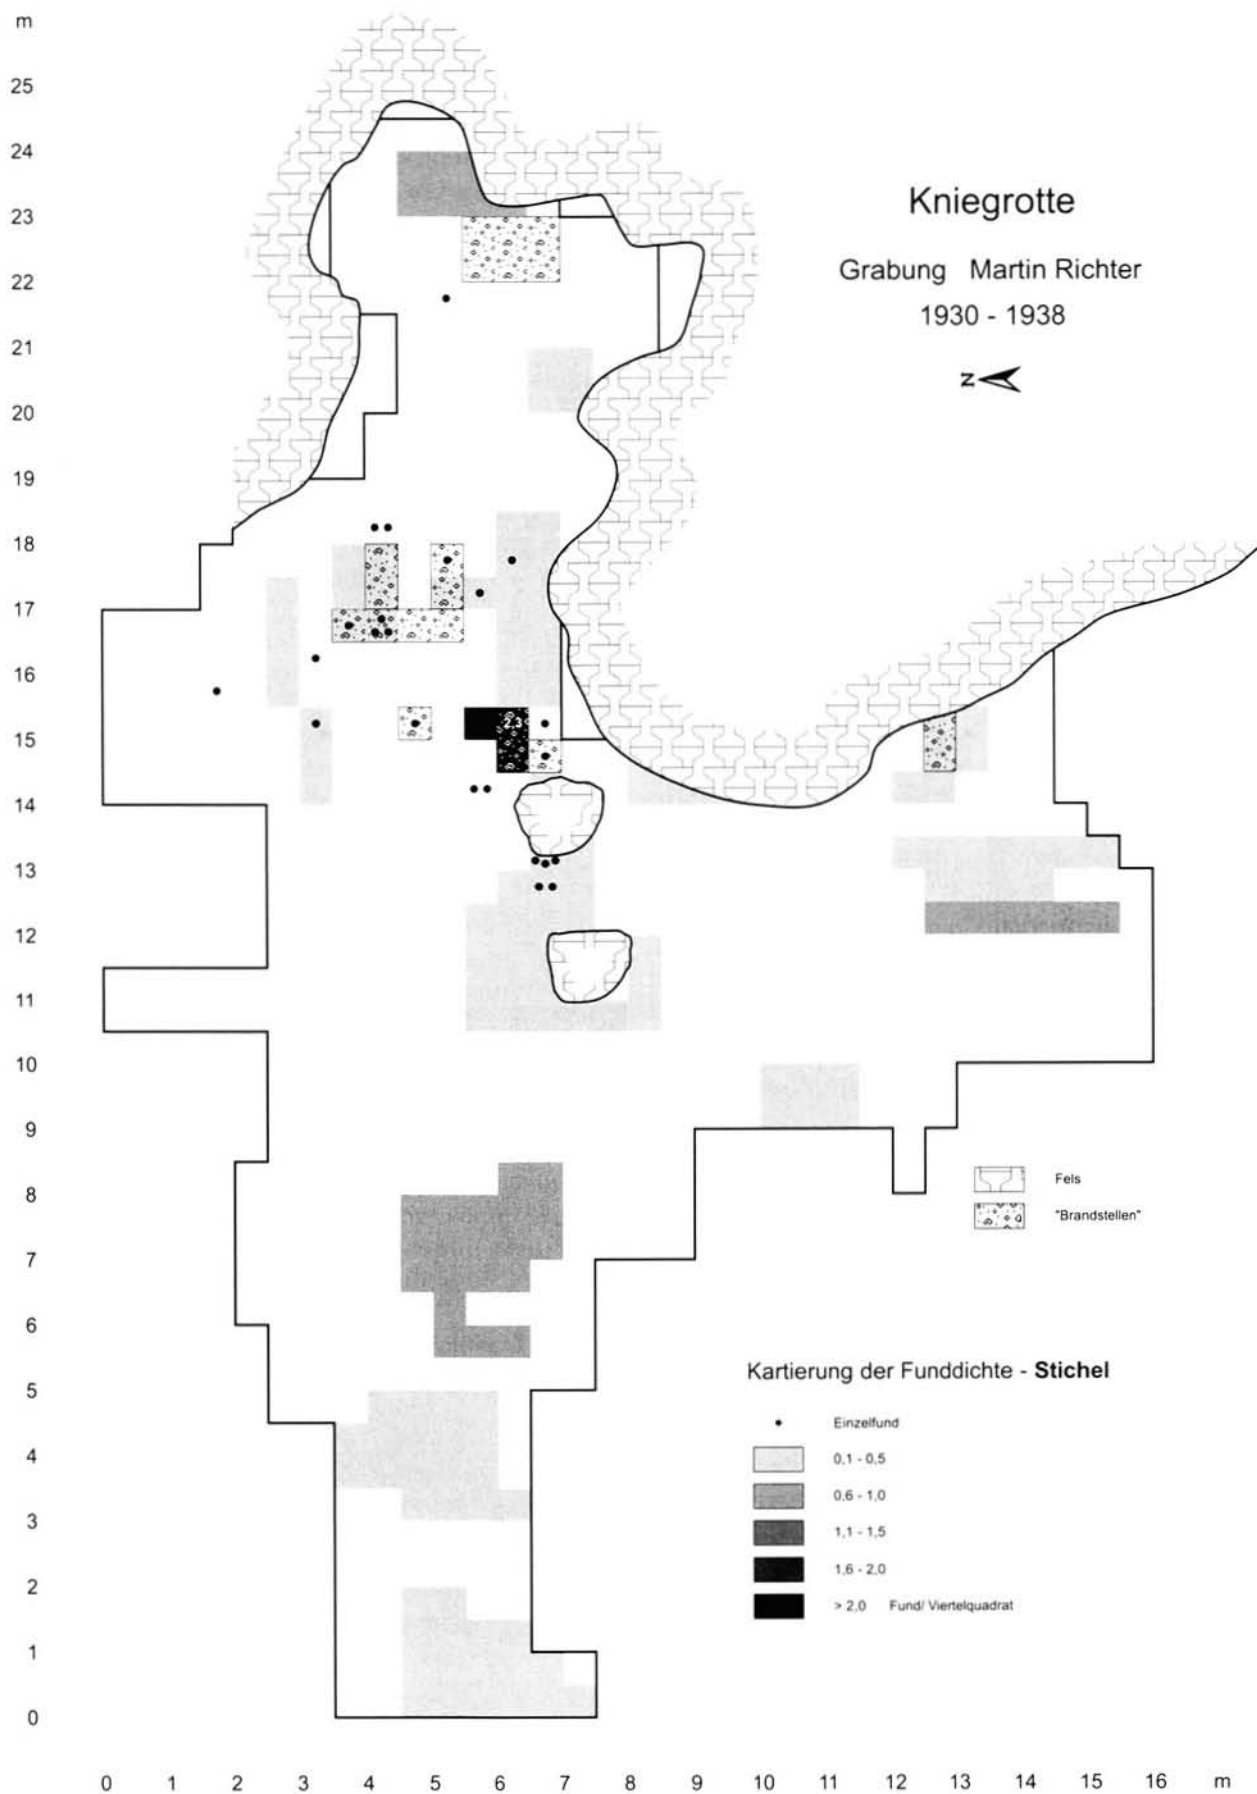 m
25
24
23
22
21
20
19
18
17
16
15
14
13
12
11
10
9
8
7
6
5
4
3
2
1
0
Kniegrotte
Grabung Martin Richter
1930 - 1938
z
2,3
Fels
"Brandstellen"
Kartierung der Funddichte - Stichel
Einzelfund
0,1 - 0,5
0,6 - 1,0
1,1 - 1,5
1,6 - 2,0
> 2,0 Fund/ Viertelquadrat
0 1 2 3 4 5 6 7 8 9 10 11 12 13 14 15 16 m